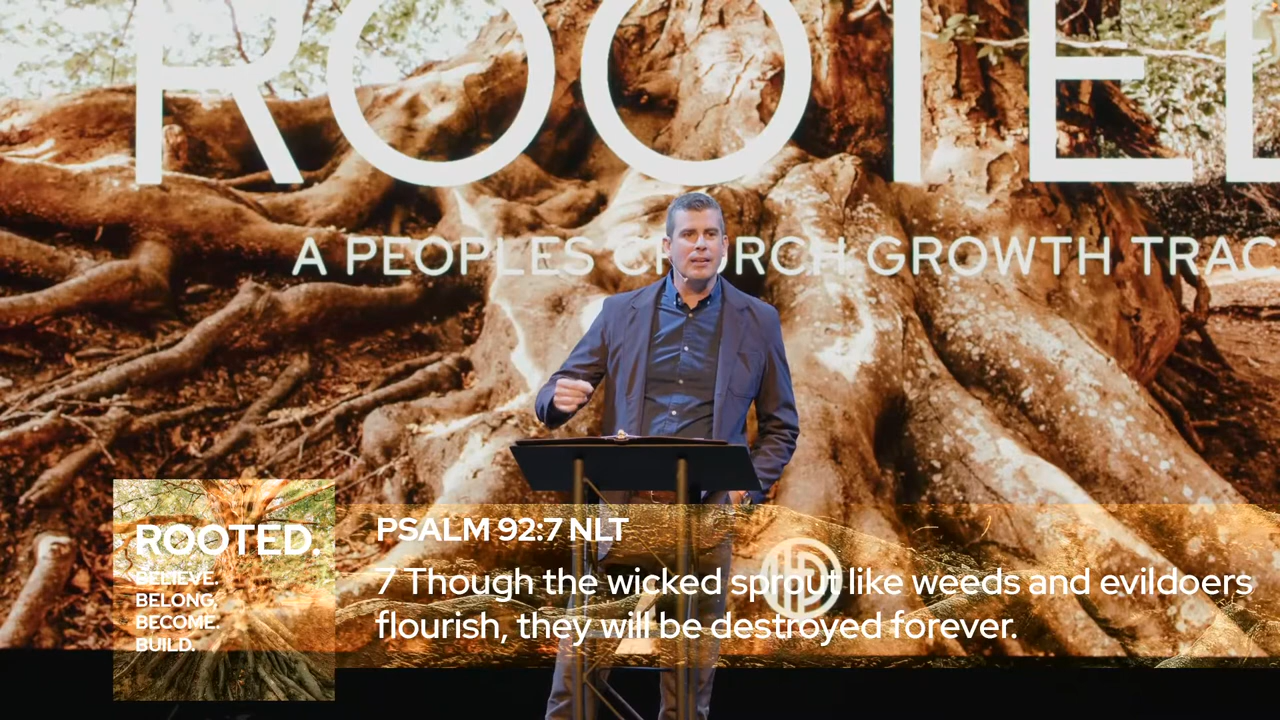 ROOTED
A PEOPLES CHURCH GROWTH TRAC
ROOTED.
BELIEVE.
BELONG,
BECOME.
BUILD.
PSALM 92:7 NLT
7 Though the wicked sprout like weeds and evildoers
flourish, they will be destroyed forever.